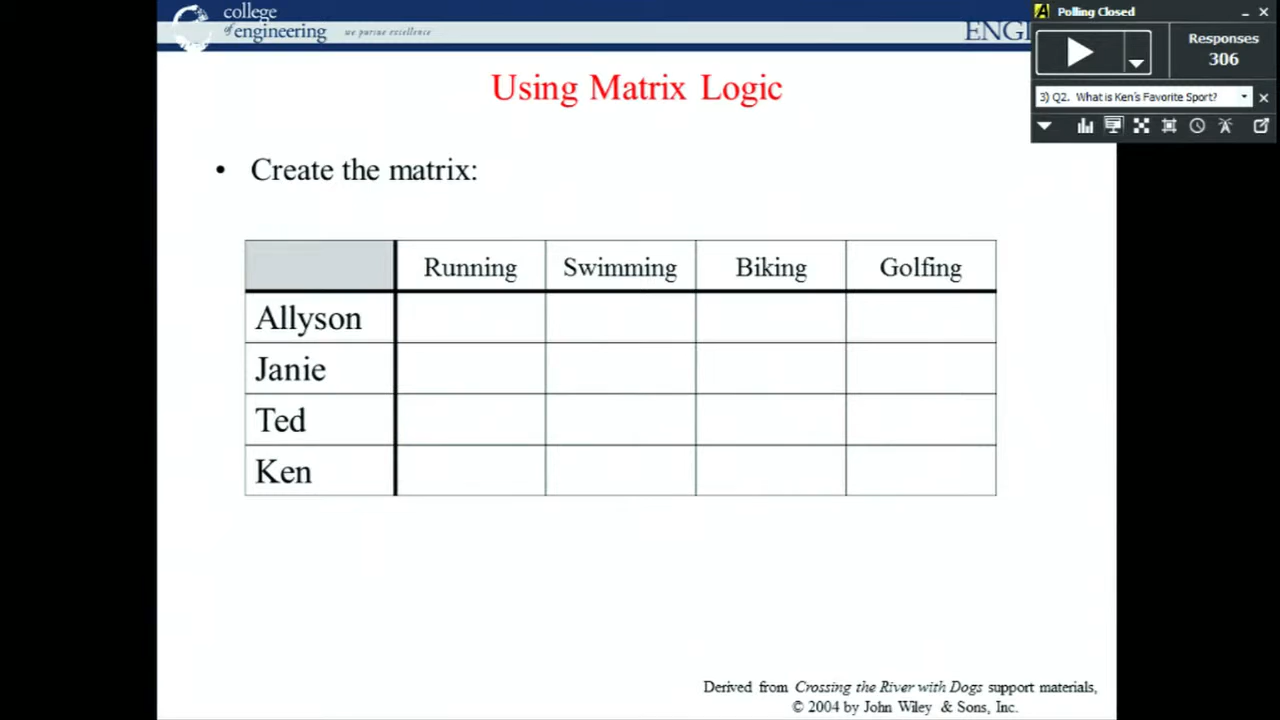 college
of engineering
we pursue excellence
ENGI
Polling Closed
Responses
306
3) Q2. What is Ken's Favorite Sport?
Using Matrix Logic
• Create the matrix:
Running Swimming Biking Golfing
Allyson
Janie
Ted
Ken
Derived from Crossing the River with Dogs support materials,
© 2004 by John Wiley & Sons, Inc.